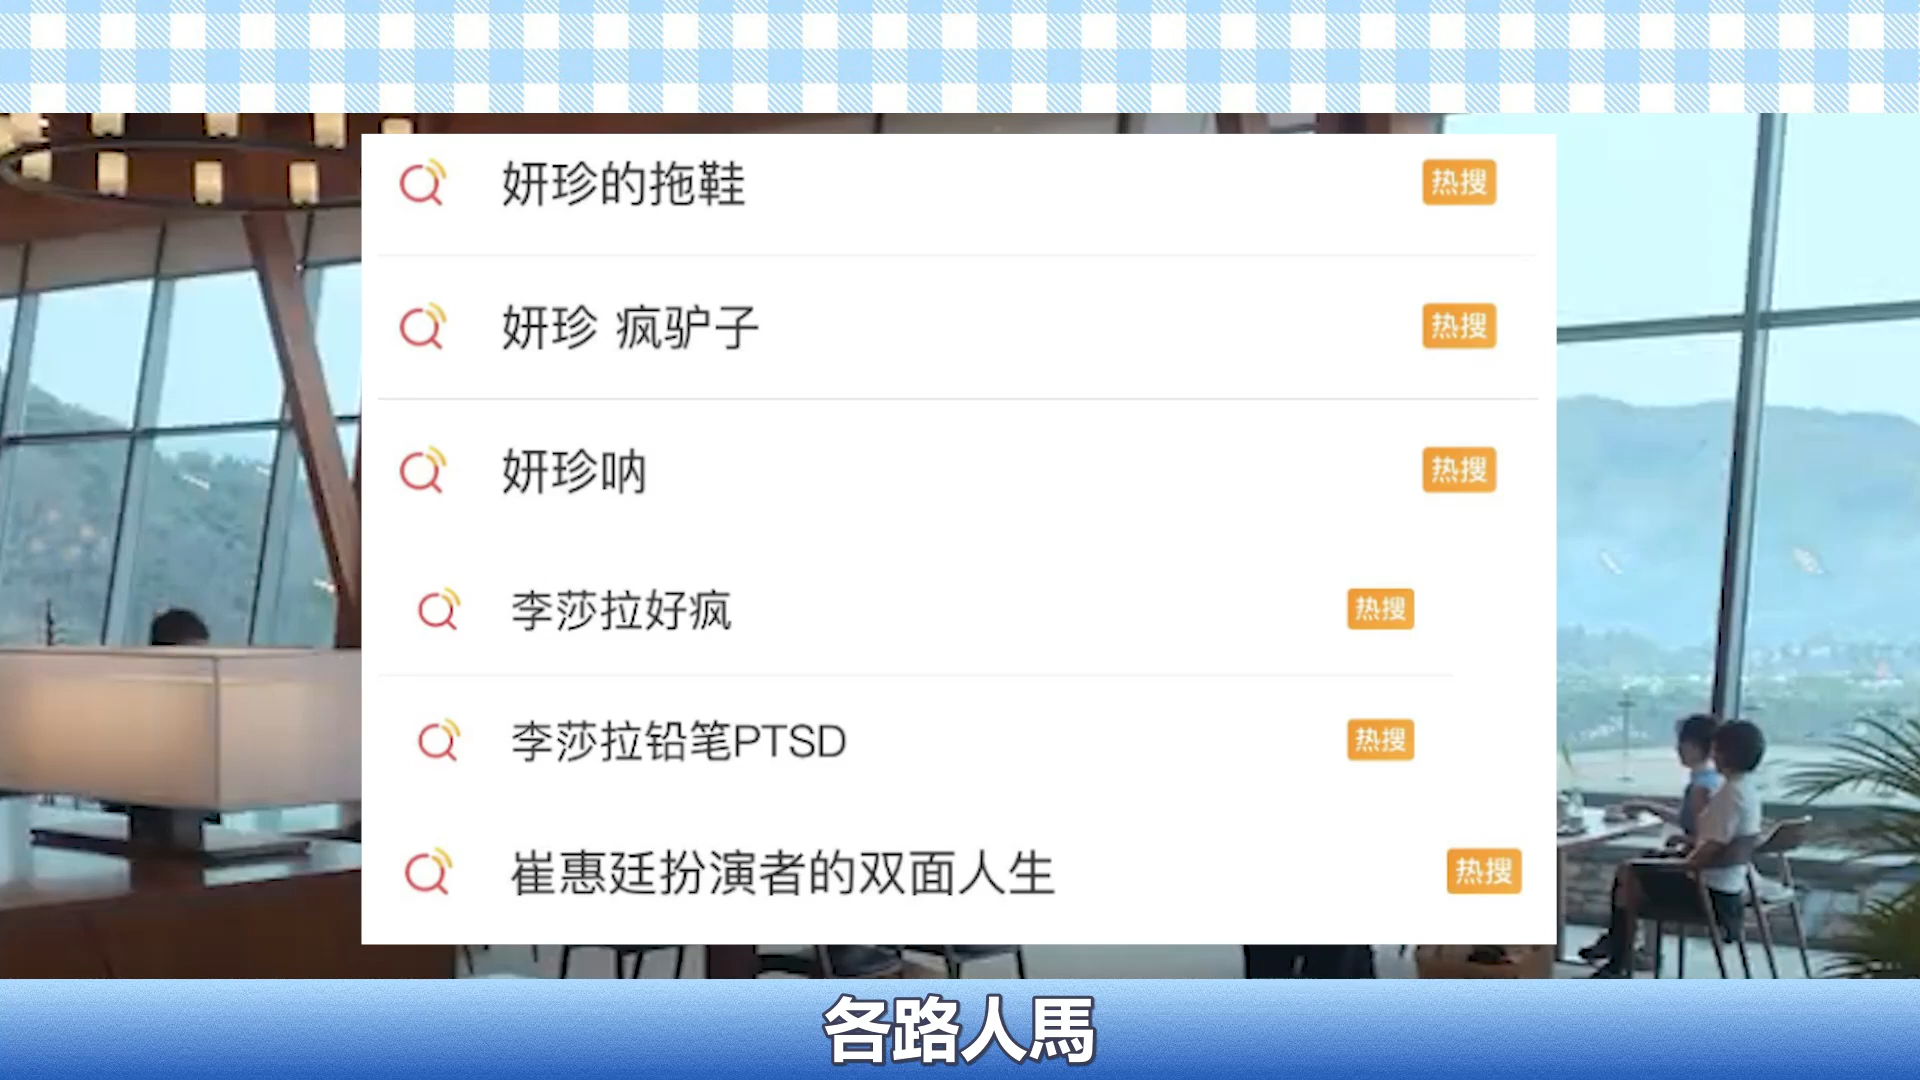 妍珍的拖鞋 热搜
妍珍 疯驴子 热搜
妍珍呐 热搜
李莎拉好疯 热搜
李莎拉铅笔PTSD 热搜
崔惠廷扮演者的双面人生 热搜
各路人馬